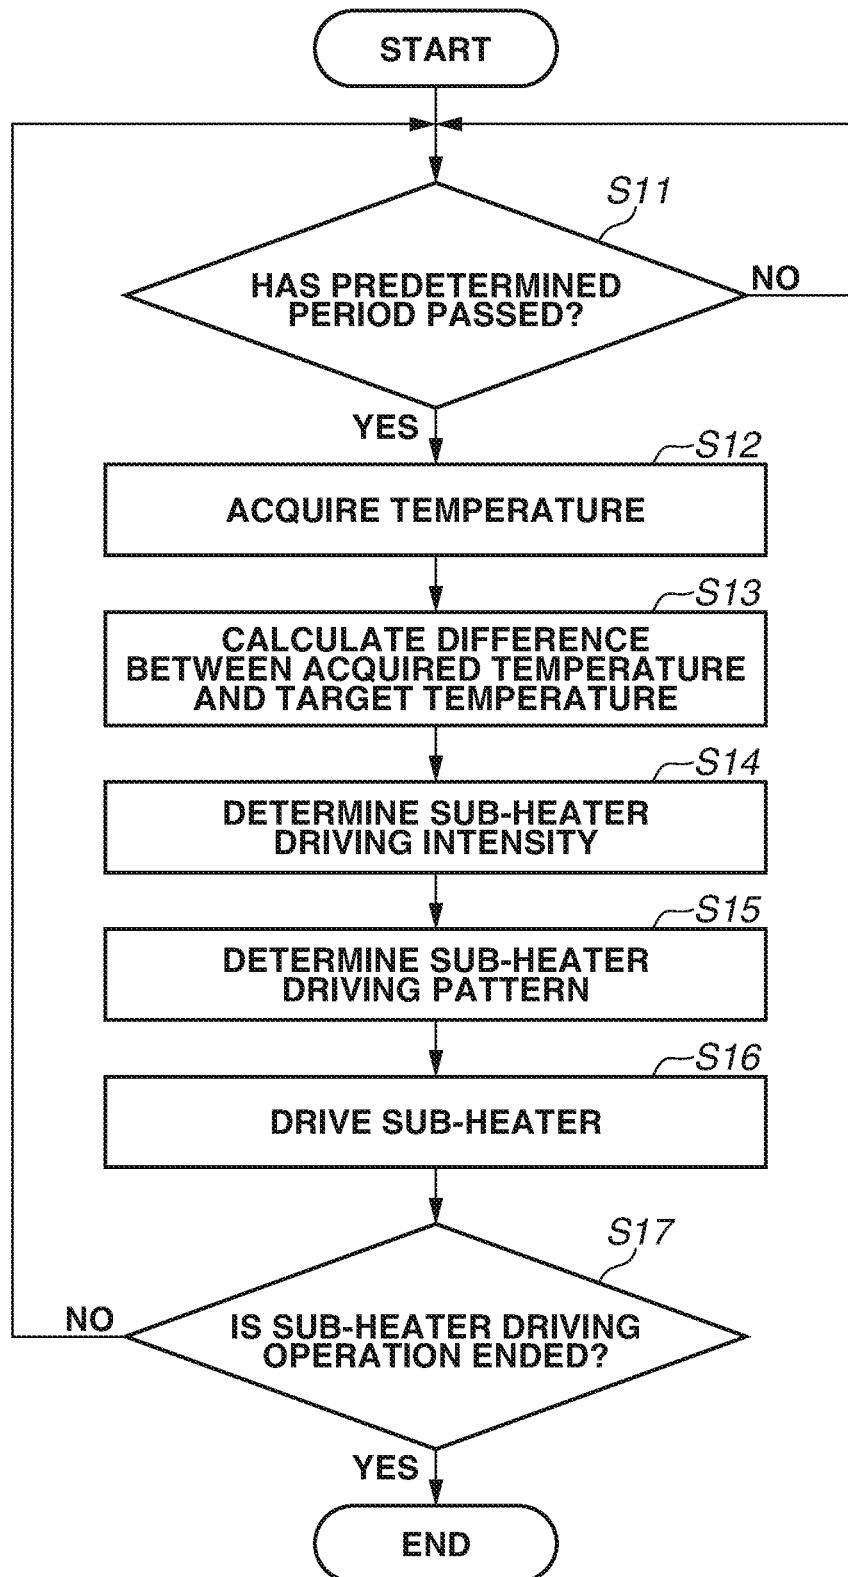 START
S11
HAS PREDETERMINED
PERIOD PASSED?
NO
YES
S12
ACQUIRE TEMPERATURE
S13
CALCULATE DIFFERENCE
BETWEEN ACQUIRED TEMPERATURE
AND TARGET TEMPERATURE
S14
DETERMINE SUB-HEATER
DRIVING INTENSITY
S15
DETERMINE SUB-HEATER
DRIVING PATTERN
S16
DRIVE SUB-HEATER
S17
NO
IS SUB-HEATER DRIVING
OPERATION ENDED?
YES
END